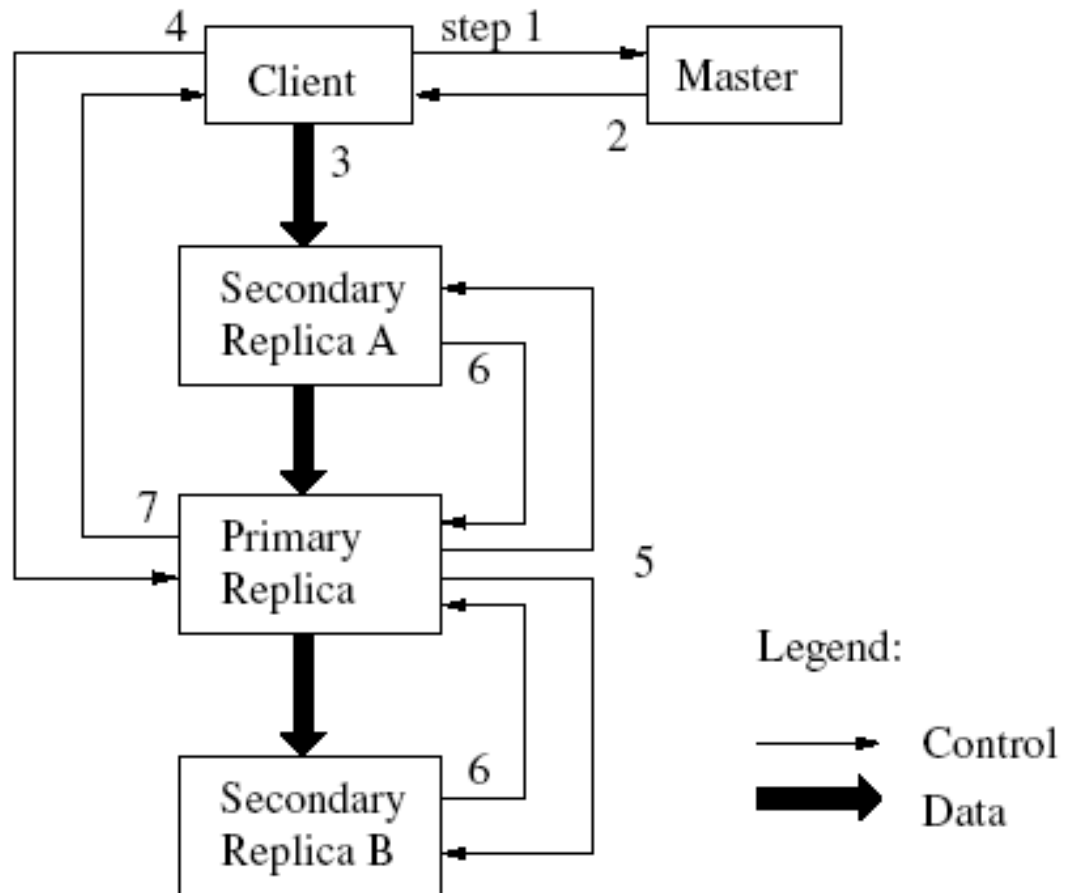 4
step 1
Client
Master
2
3
Secondary
Replica A
6
7
Primary
Replica
5
Legend:
Control
6
Secondary
Replica B
Data